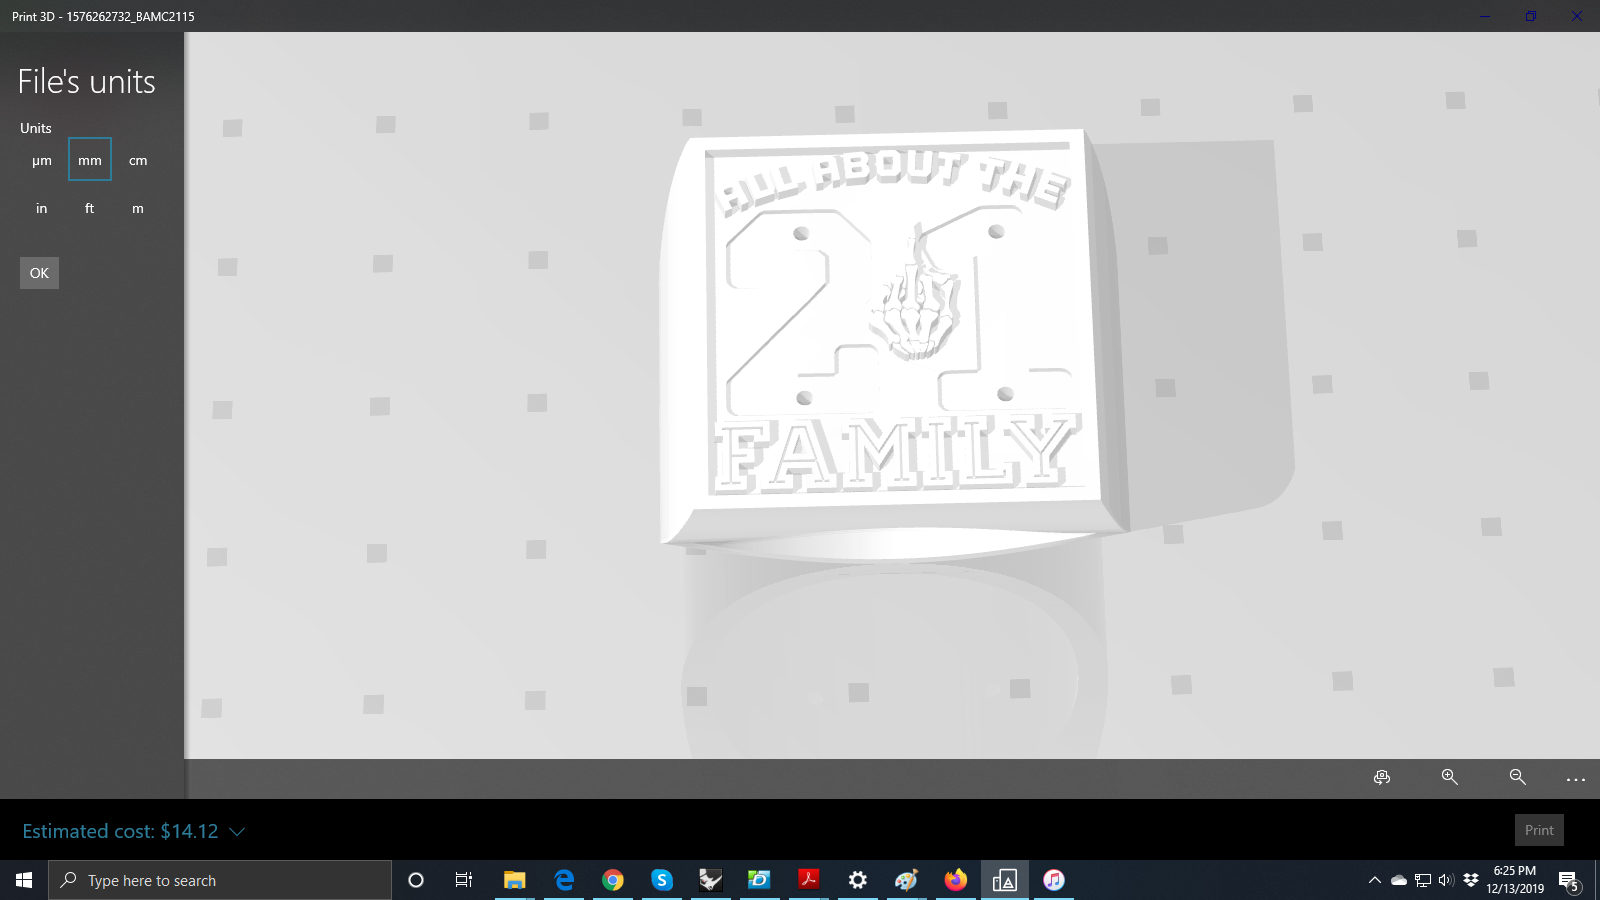 Print 3D - 1576262732_BAMC2115
File's units
Units
µm mm cm
in ft m
OK
ALL ABOUT THE
21
FAMILY
Estimated cost: $14.12
Print
Type here to search
6:25 PM
12/13/2019
5